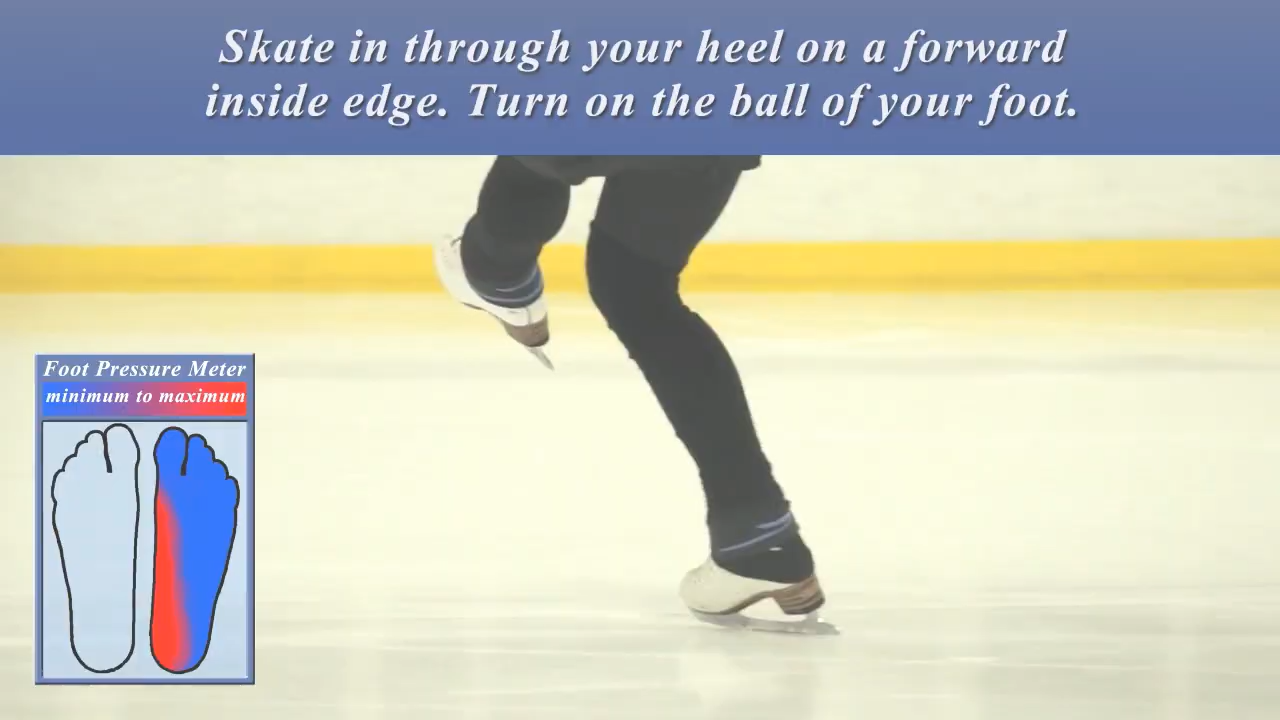 Skate in through your heel on a forward
inside edge. Turn on the ball of your foot.
Foot Pressure Meter
minimum to maximum